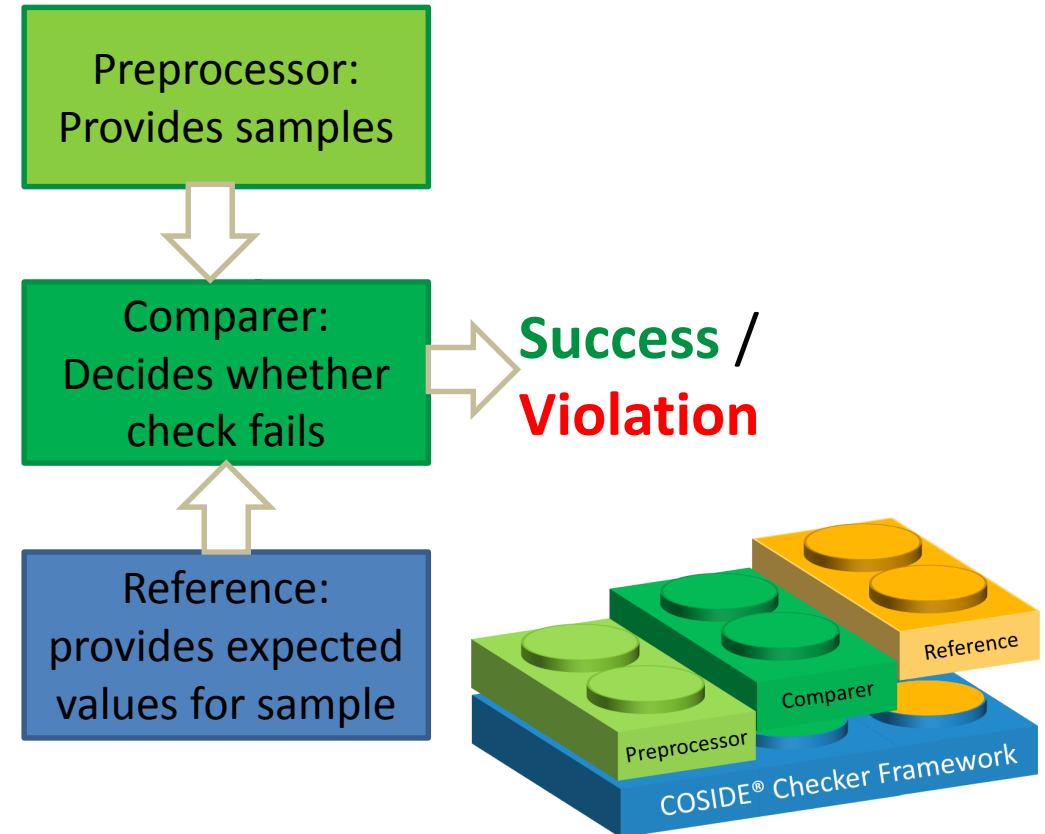 Preprocessor:
Provides samples
Comparer:
Decides whether
check fails
Success /
Violation
Reference:
provides expected
values for sample
Reference
Comparer
Preprocessor
COSIDE® Checker Framework